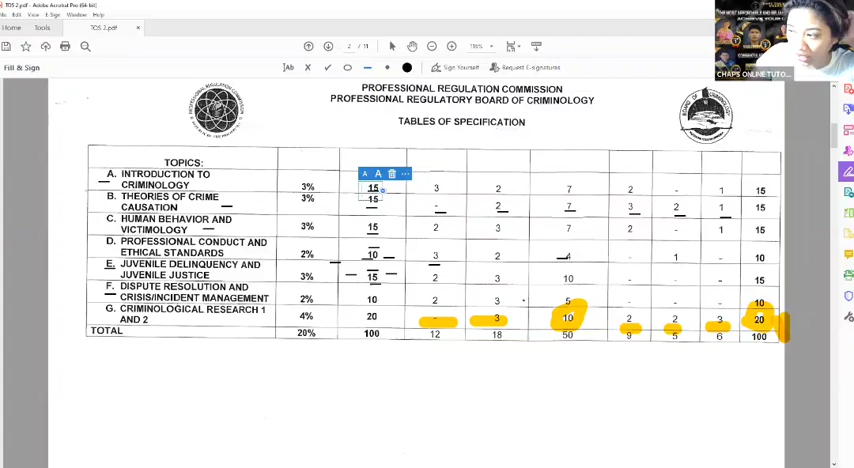 TOS 2.pdf - Adobe Acrobat Pro (64-bit)
File Edit View E-Sign Window Help
Home Tools TOS 2.pdf ×
2 / 11
Fill & Sign
Sign Yourself Request E-signatures
CHAPS ONLINE TUTO...
PROFESSIONAL REGULATION COMMISSION
PROFESSIONAL REGULATORY BOARD OF CRIMINOLOGY
TABLES OF SPECIFICATION
TOPICS:
A. INTRODUCTION TO
CRIMINOLOGY 3% 15 3 2 7 2 - 1 15
B. THEORIES OF CRIME 3% 15
CAUSATION - 2 7 3 2 1 15
C. HUMAN BEHAVIOR AND
VICTIMOLOGY 3% 15 2 3 7 2 - 1 15
D. PROFESSIONAL CONDUCT AND
ETHICAL STANDARDS 2% 10 3 2 4 - 1 - 10
E. JUVENILE DELINQUENCY AND
JUVENILE JUSTICE 3% 15 2 3 10 - - - 15
F. DISPUTE RESOLUTION AND
CRISIS/INCIDENT MANAGEMENT 2% 10 2 3 5 - - - 10
G. CRIMINOLOGICAL RESEARCH 1
AND 2 4% 20 - 3 10 2 2 3 20
TOTAL 20% 100 12 18 50 9 5 6 100